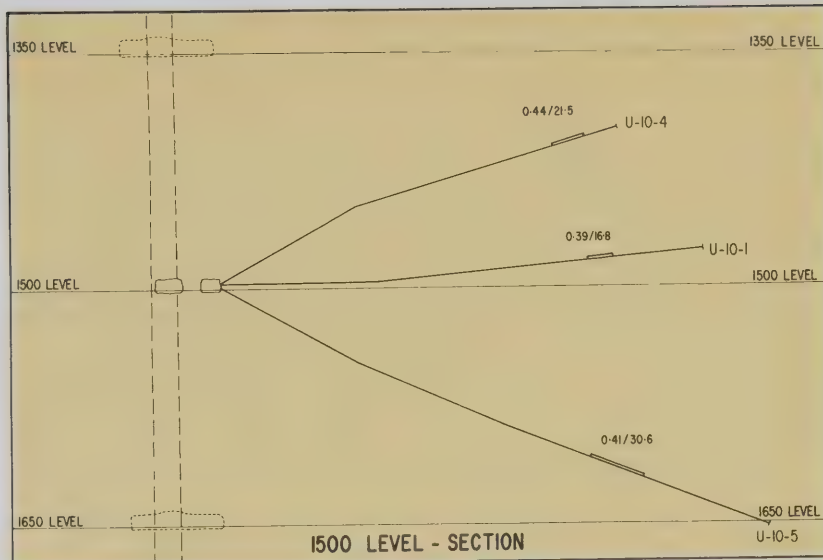 1350 LEVEL
1350 LEVEL
0·44/21·5
U-10-4
0·39/16·8
U-10-1
1500 LEVEL
1500 LEVEL
0·41/30·6
1650 LEVEL
1650 LEVEL
U-10-5
1500 LEVEL - SECTION